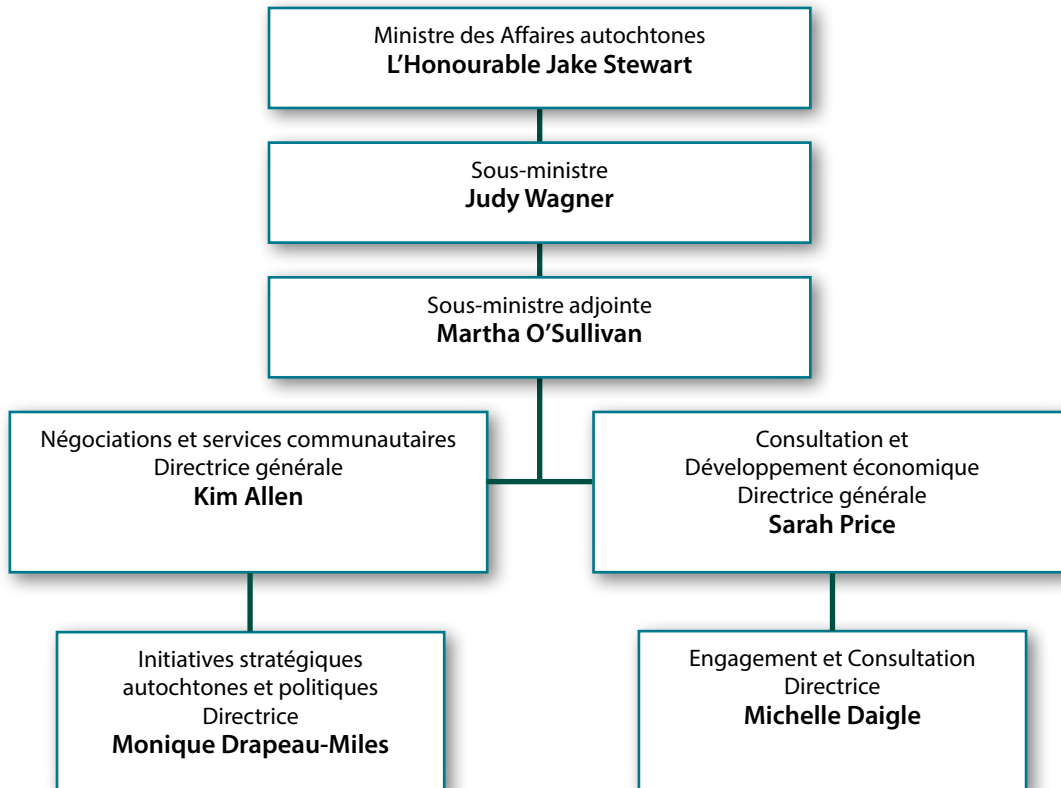 Ministre des Affaires autochtones
L’Honourable Jake Stewart
Sous-ministre
Judy Wagner
Sous-ministre adjointe
Martha O’Sullivan
Négociations et services communautaires
Directrice générale
Kim Allen
Consultation et
Développement économique
Directrice générale
Sarah Price
Initiatives stratégiques
autochtones et politiques
Directrice
Monique Drapeau-Miles
Engagement et Consultation
Directrice
Michelle Daigle